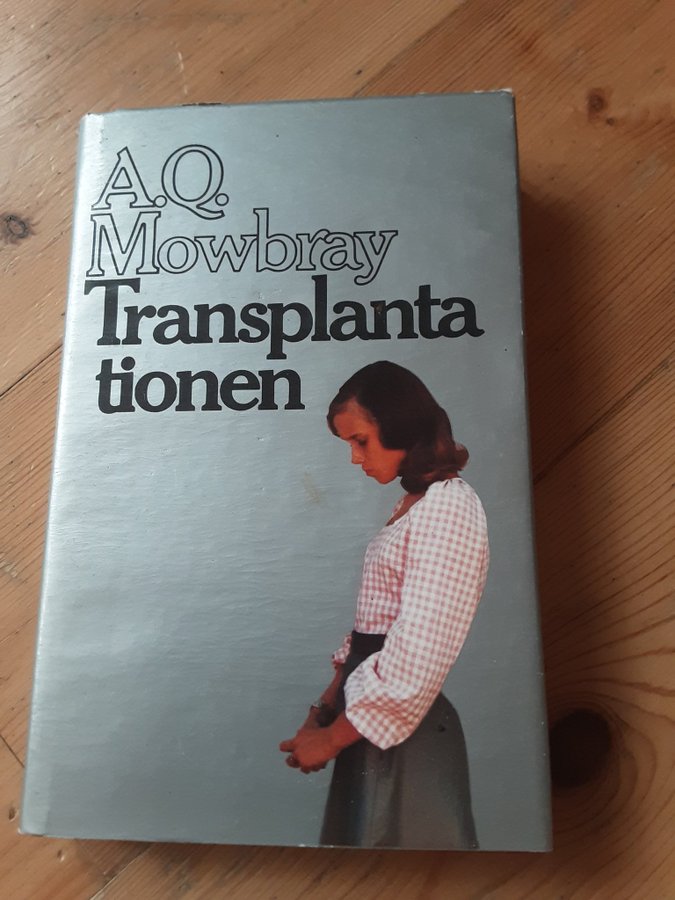 A.Q.
Mowbray
Transplanta
tionen